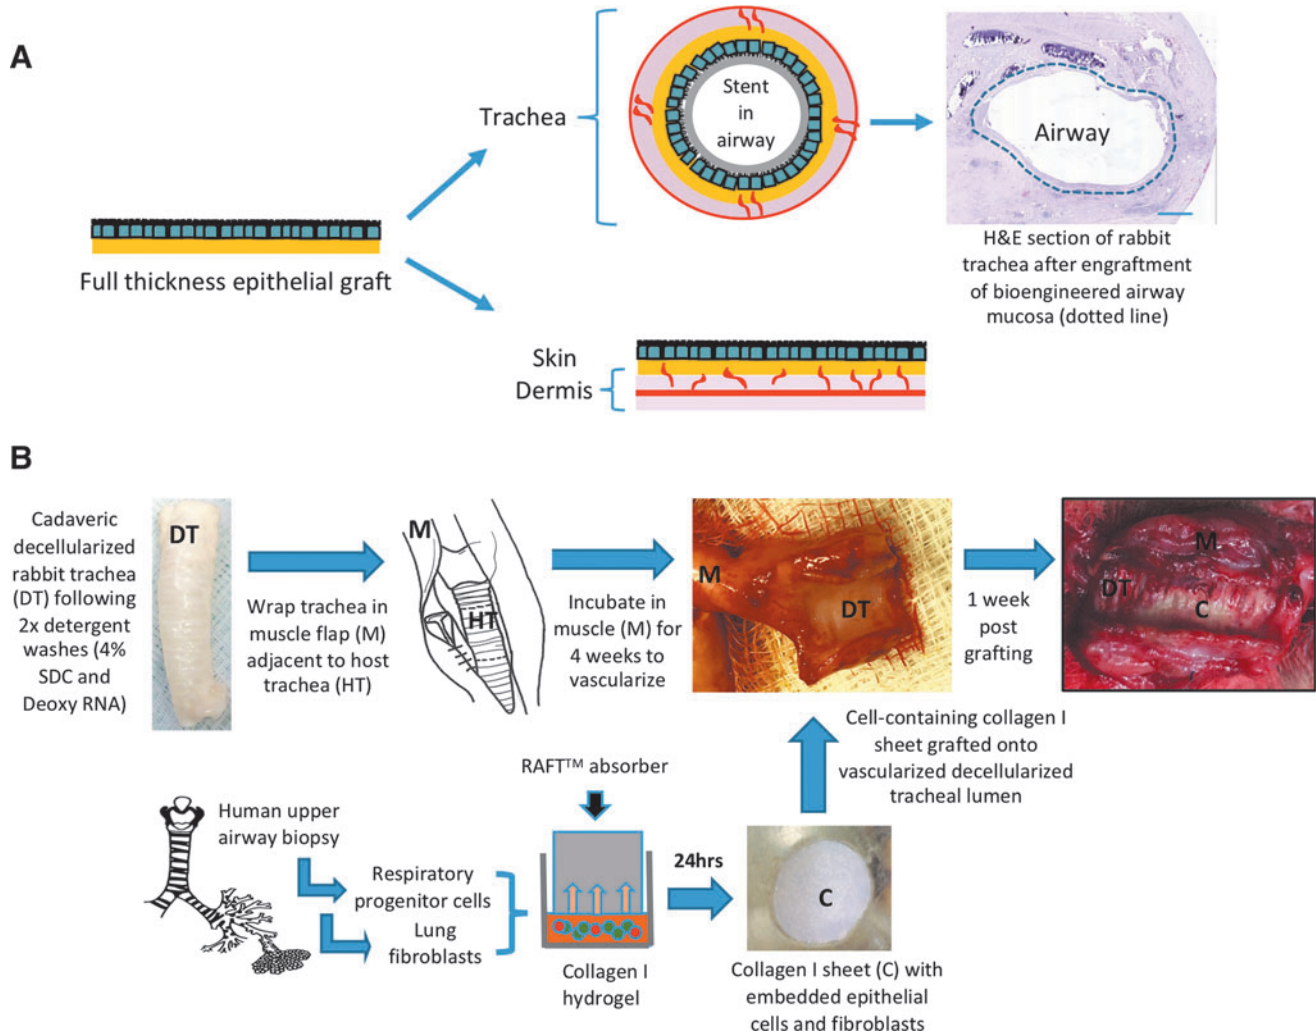 A
Trachea
Stent
in
airway
Airway
H&E section of rabbit
trachea after engraftment
of bioengineered airway
mucosa (dotted line)
Full thickness epithelial graft
Skin
Dermis
B
Cadaveric
decellularized
rabbit trachea
(DT) following
2x detergent
washes (4%
SDC and
Deoxy RNA)
DT
Wrap trachea in
muscle flap (M)
adjacent to host
trachea (HT)
M
HT
Incubate in
muscle (M) for
4 weeks to
vascularize
M
DT
1 week
post
grafting
M
DT
C
Cell-containing collagen I
sheet grafted onto
vascularized decellularized
tracheal lumen
Human upper
airway biopsy
Respiratory
progenitor cells
Lung
fibroblasts
RAFT™ absorber
Collagen I
hydrogel
24hrs
C
Collagen I sheet (C) with
embedded epithelial
cells and fibroblasts